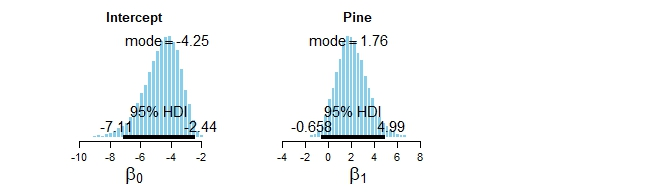 Intercept
mode = -4.25
95% HDI
-7.11 -2.44
-10 -8 -6 -4 -2
β0
Pine
mode = 1.76
95% HDI
-0.658 4.99
-4 -2 0 2 4 6 8
β1